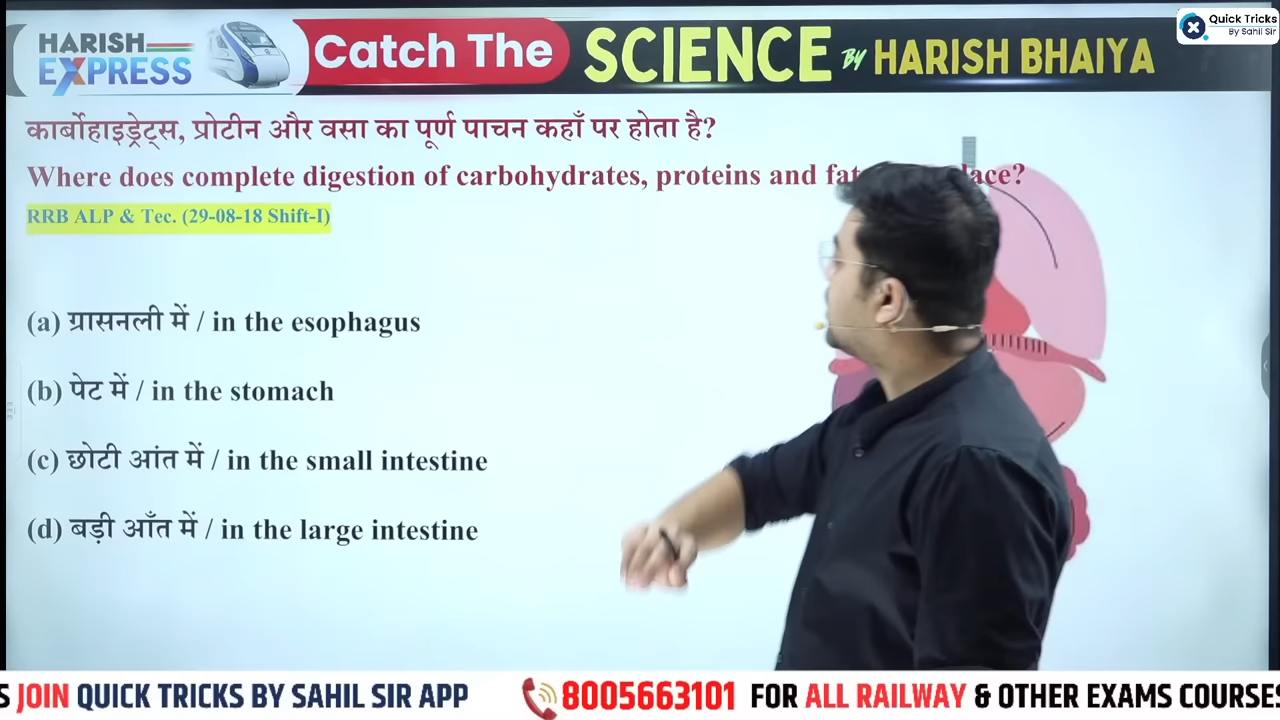 HARISH
EXPRESS
Catch The
SCIENCE BY HARISH BHAIYA
Quick Tricks
By Sahil Sir
कार्बोहाइड्रेट्स, प्रोटीन और वसा का पूर्ण पाचन कहाँ पर होता है?
Where does complete digestion of carbohydrates, proteins and
RRB ALP & Tec. (29-08-18 Shift-I)
(a) ग्रासनली में / in the esophagus
(b) पेट में / in the stomach
(c) छोटी आंत में / in the small intestine
(d) बड़ी आँत में / in the large intestine
JOIN QUICK TRICKS BY SAHIL SIR APP 8005663101 FOR ALL RAILWAY & OTHER EXAMS COURSES